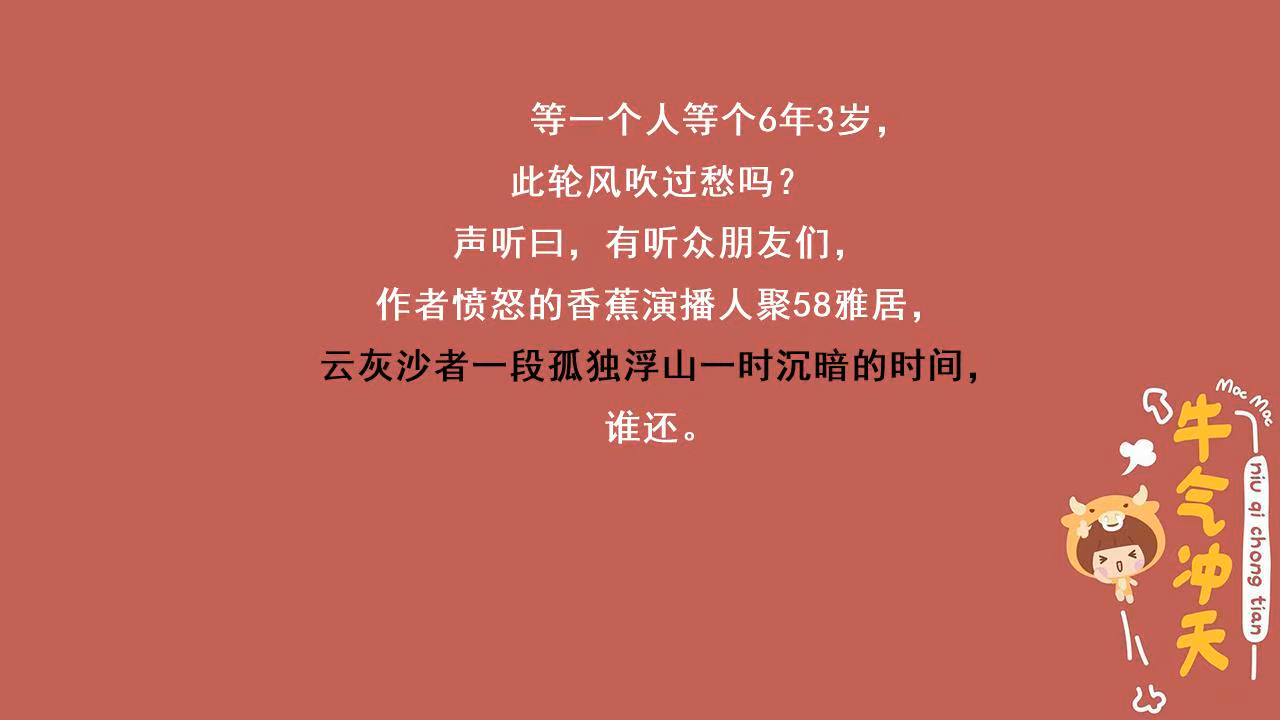 等一个人等个6年3岁，
此轮风吹过愁吗？
声听曰，有听众朋友们，
作者愤怒的香蕉演播人聚58雅居，
云灰沙者一段孤独浮山一时沉暗的时间，
谁还。
Moc Moc
牛气冲天
niu qi chong tian